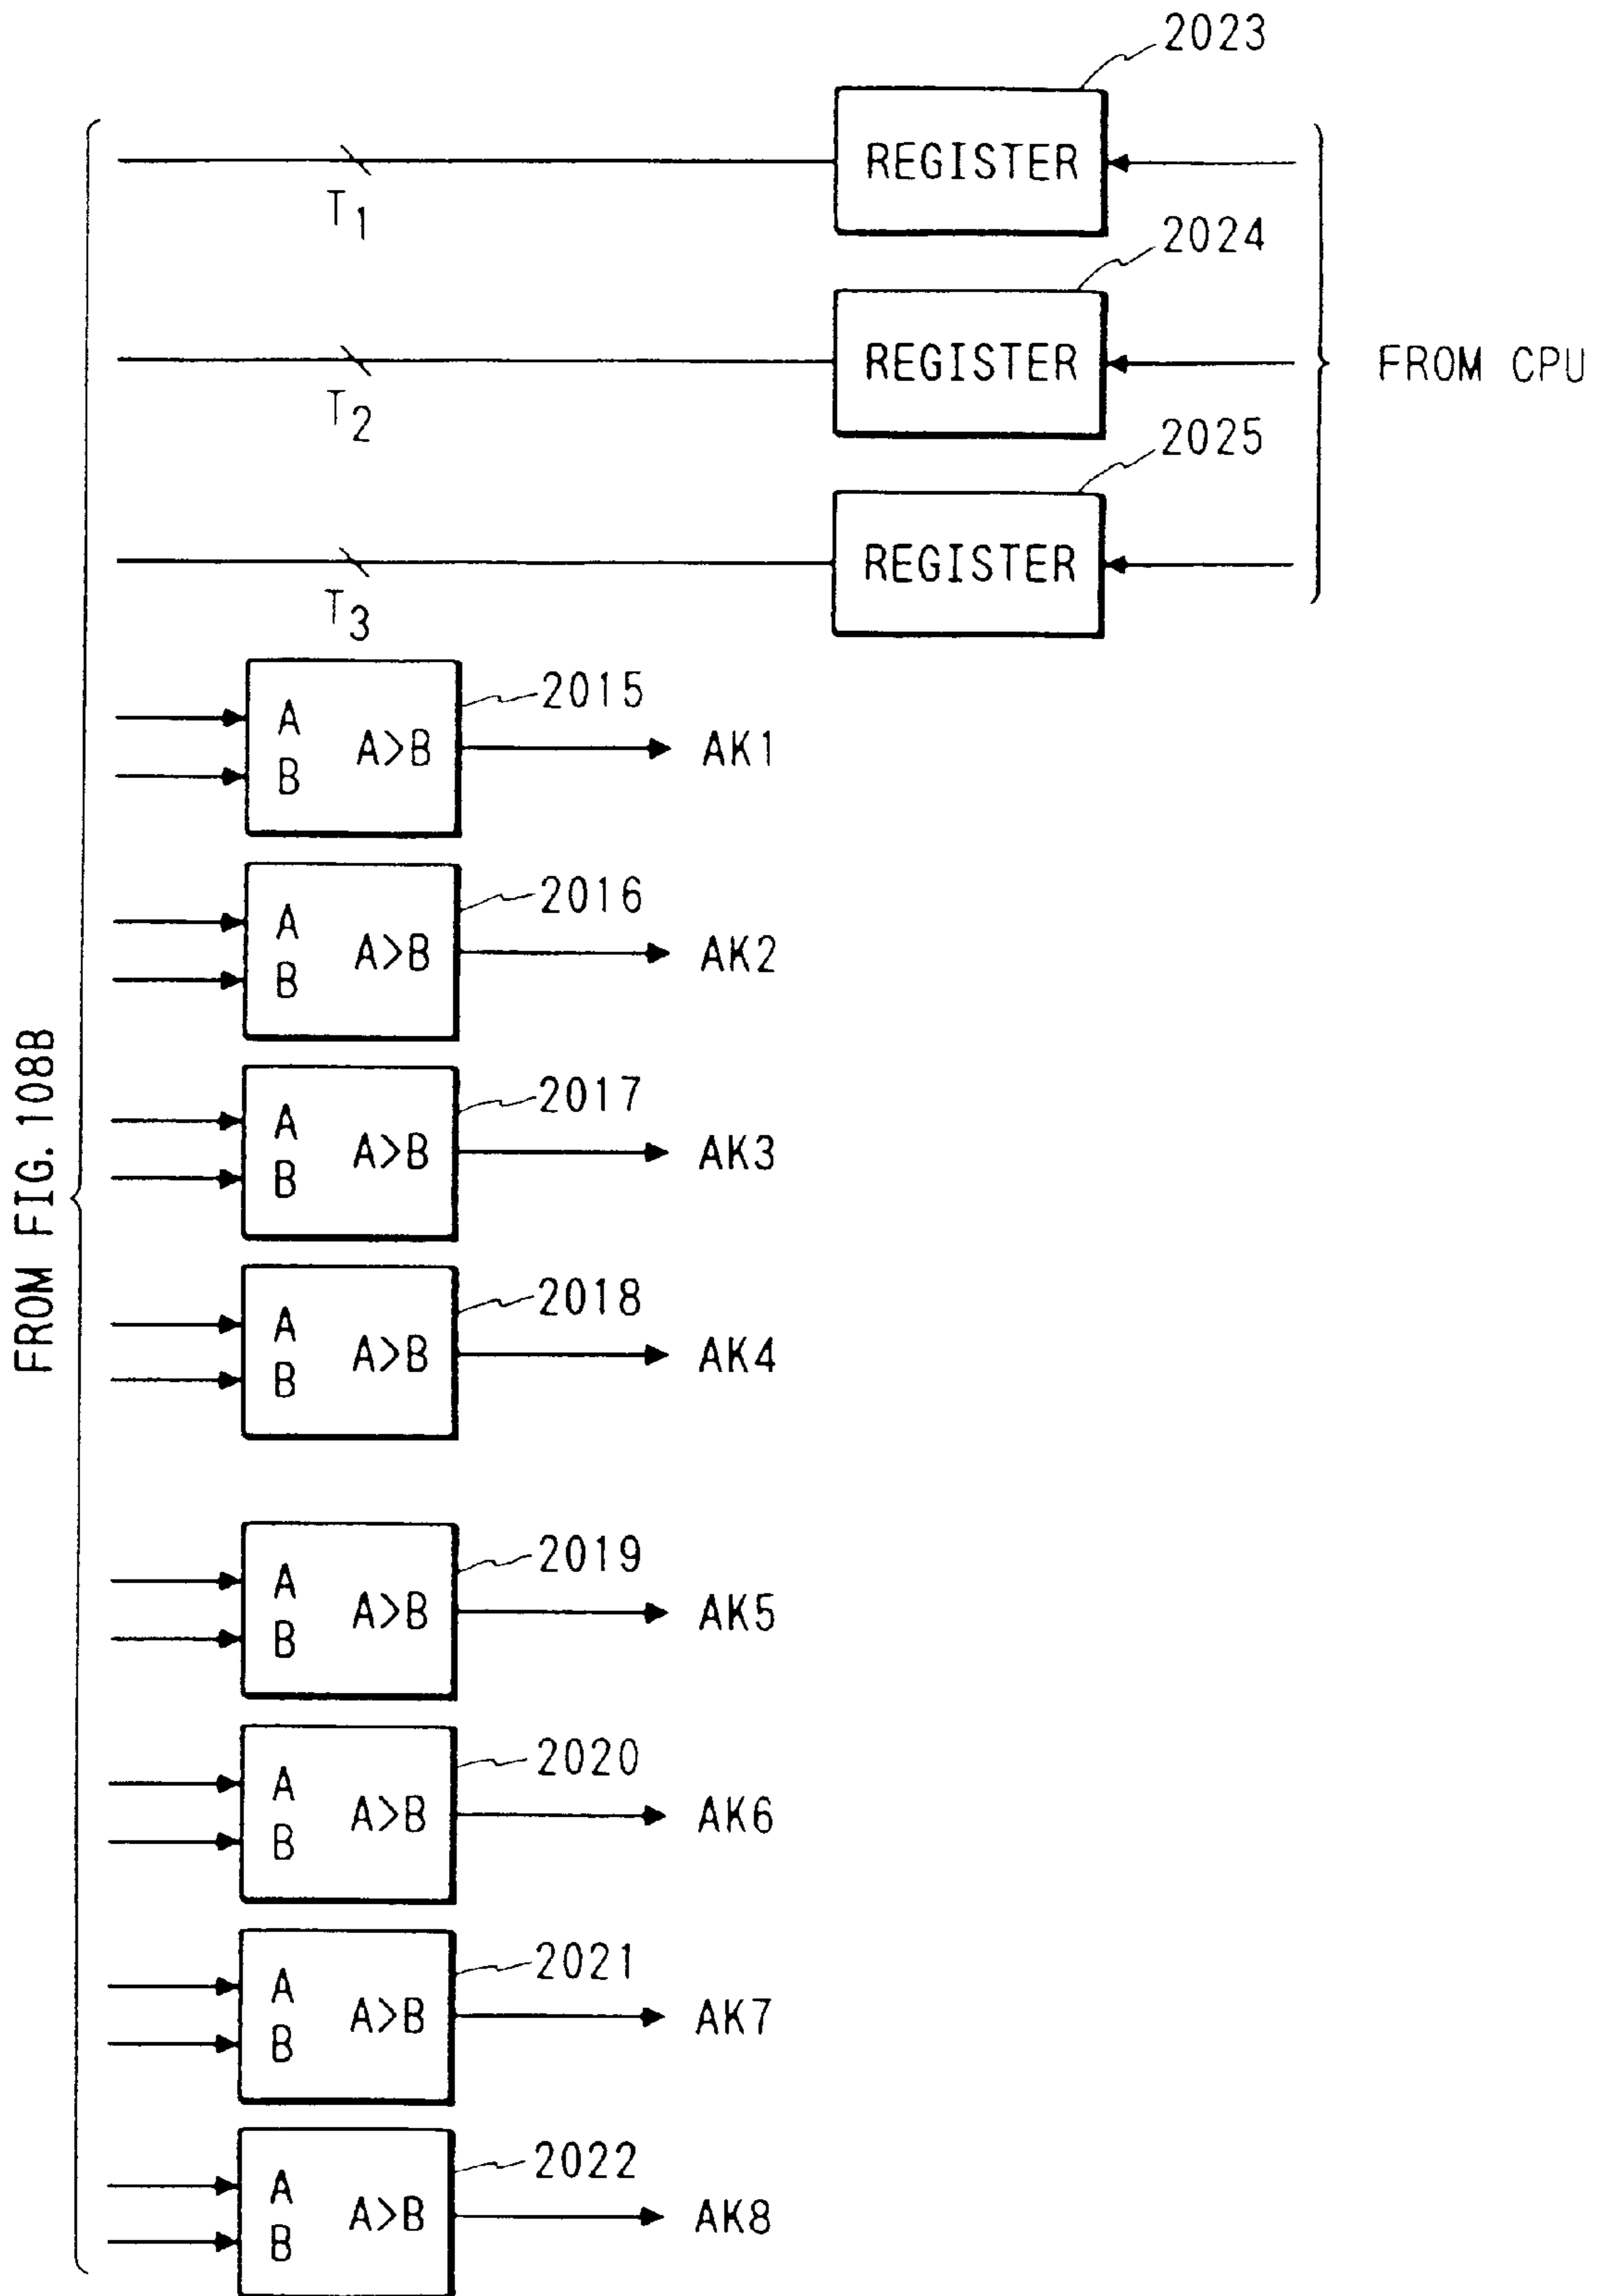 2023
REGISTER
T1
2024
REGISTER
FROM CPU
T2
2025
REGISTER
T3
2015
A
A>B
AK1
B
2016
A
A>B
AK2
B
FROM FIG. 108B
2017
A
A>B
AK3
B
2018
A
A>B
AK4
B
2019
A
A>B
AK5
B
2020
A
A>B
AK6
B
2021
A
A>B
AK7
B
2022
A
A>B
AK8
B